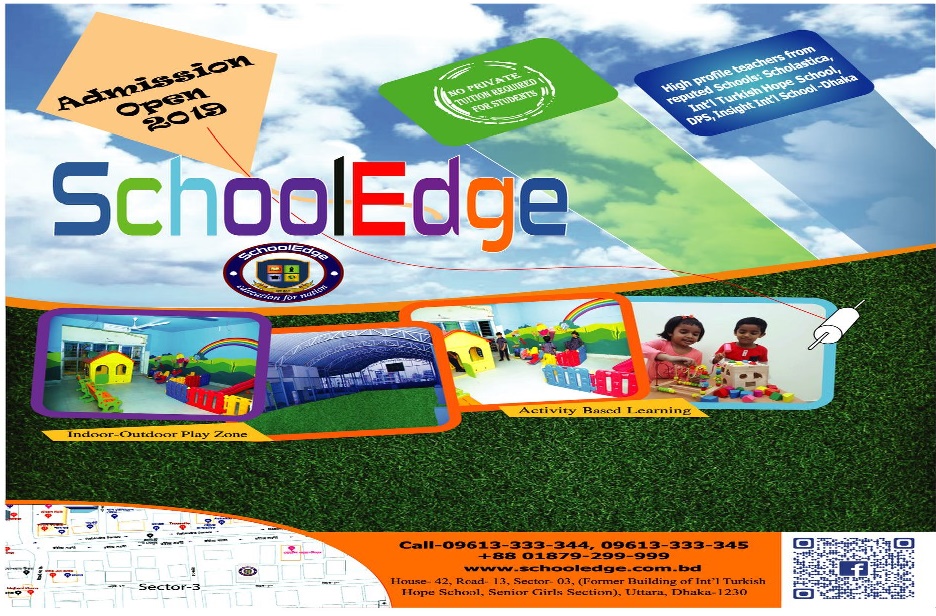 Admission
Open
2019
NO PRIVATE
TUITION REQUIRED
FOR STUDENTS
High profile teachers from
reputed Schools: Scholastica,
Int'l Turkish Hope School,
DPS, Insight Int'l School-Dhaka
SchoolEdge
SchoolEdge
education for nation
Indoor-Outdoor Play Zone
Activity Based Learning
Sector-3
Call-09613-333-344, 09613-333-345
+88 01879-299-999
www.schooledge.com.bd
House- 42, Road- 13, Sector- 03, (Former Building of Int'l Turkish
Hope School, Senior Girls Section), Uttara, Dhaka-1230